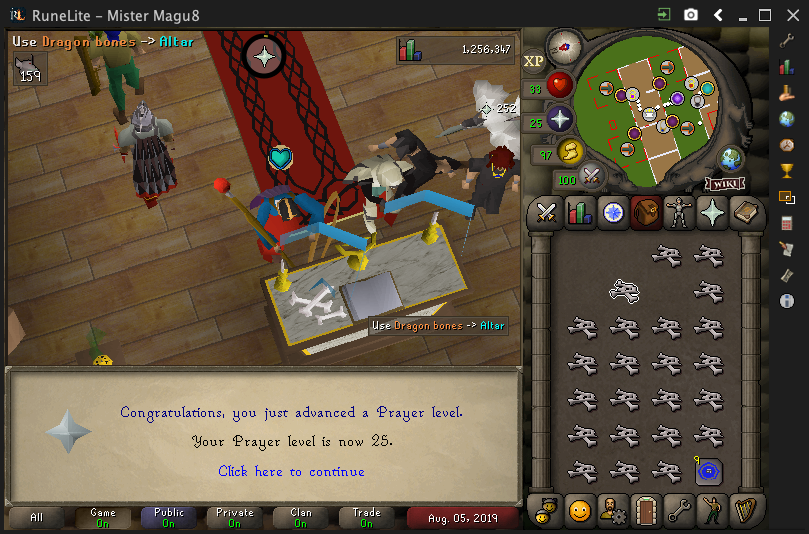 RuneLite - Mister Magu8
Use Dragon bones -> Altar
159
1,256,347
XP
252
33
25
97
100
WIKI
Use Dragon bones -> Altar
Congratulations, you just advanced a Prayer level.
Your Prayer level is now 25.
Click here to continue
9
All
Game
On
Public
On
Private
On
Clan
On
Trade
On
Aug. 05, 2019